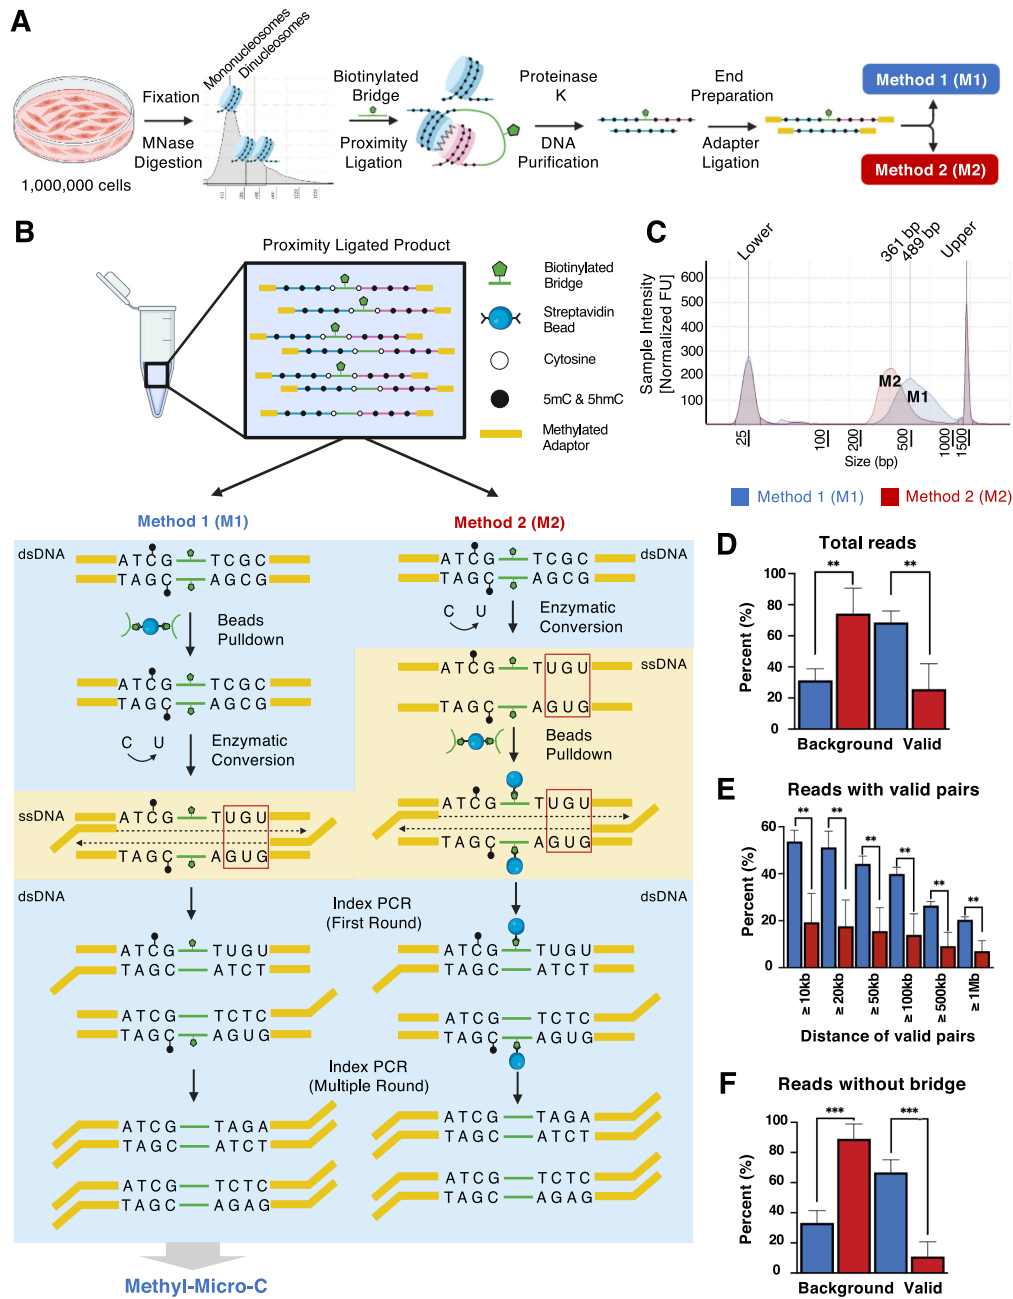 A
Mononucleosomes
Dinucleosomes
Fixation
MNase
Digestion
1,000,000 cells
Biotinylated
Bridge
Proximity
Ligation
Proteinase
K
DNA
Purification
End
Preparation
Adapter
Ligation
Method 1 (M1)
Method 2 (M2)
B
Proximity Ligated Product
Biotinylated
Bridge
Streptavidin
Bead
Cytosine
5mC & 5hmC
Methylated
Adaptor
C
Lower
361 bp
489 bp
Upper
Sample Intensity
[Normalized FU]
600
500
400
300
200
100
M2
M1
25
100
200
500
1000
1500
Size (bp)
Method 1 (M1)
Method 2 (M2)
Method 1 (M1)
dsDNA
ATCG TCGC
TAGC AGCG
Beads
Pulldown
ATCG TCGC
TAGC AGCG
C U
Enzymatic
Conversion
ssDNA
ATCG TUGU
TAGC AGUG
dsDNA
Index PCR
(First Round)
ATCG TUGU
TAGC ATCT
ATCG TCTC
TAGC AGUG
Index PCR
(Multiple Round)
ATCG TAGA
TAGC ATCT
ATCG TCTC
TAGC AGAG
Methyl-Micro-C
Method 2 (M2)
dsDNA
ATCG TCGC
TAGC AGCG
C U
Enzymatic
Conversion
ssDNA
ATCG TUGU
TAGC AGUG
Beads
Pulldown
ATCG TUGU
TAGC AGUG
dsDNA
ATCG TUGU
TAGC ATCT
ATCG TCTC
TAGC AGUG
ATCG TAGA
TAGC ATCT
ATCG TCTC
TAGC AGAG
D
Total reads
Percent (%)
100
80
60
40
20
0
**
**
Background Valid
E
Reads with valid pairs
Percent (%)
60
40
20
0
**
**
**
**
**
**
≥ 10kb
≥ 20kb
≥ 50kb
≥ 100kb
≥ 500kb
≥ 1Mb
Distance of valid pairs
F
Reads without bridge
Percent (%)
100
80
60
40
20
0
***
***
Background Valid